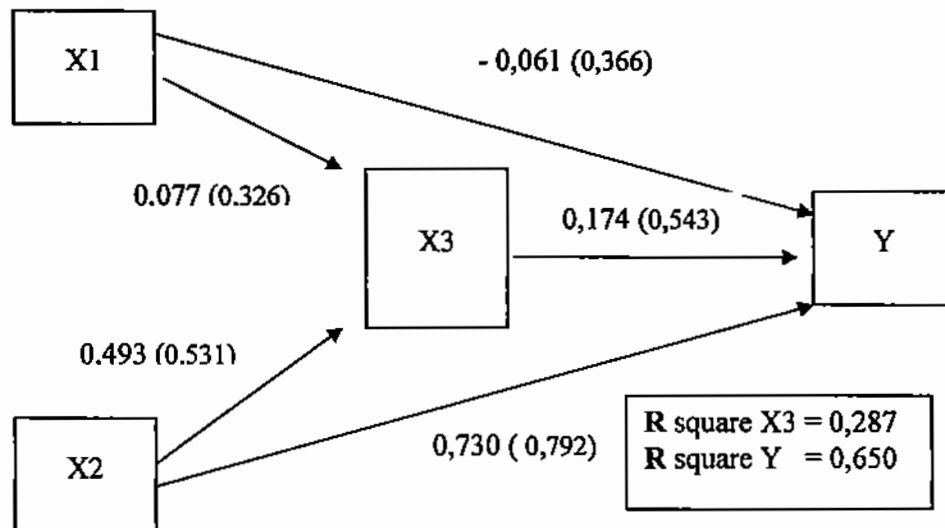 X1
- 0,061 (0,366)
0.077 (0.326)
X3
0,174 (0,543)
Y
0.493 (0.531)
X2
0,730 ( 0,792)
R square X3 = 0,287
R square Y = 0,650